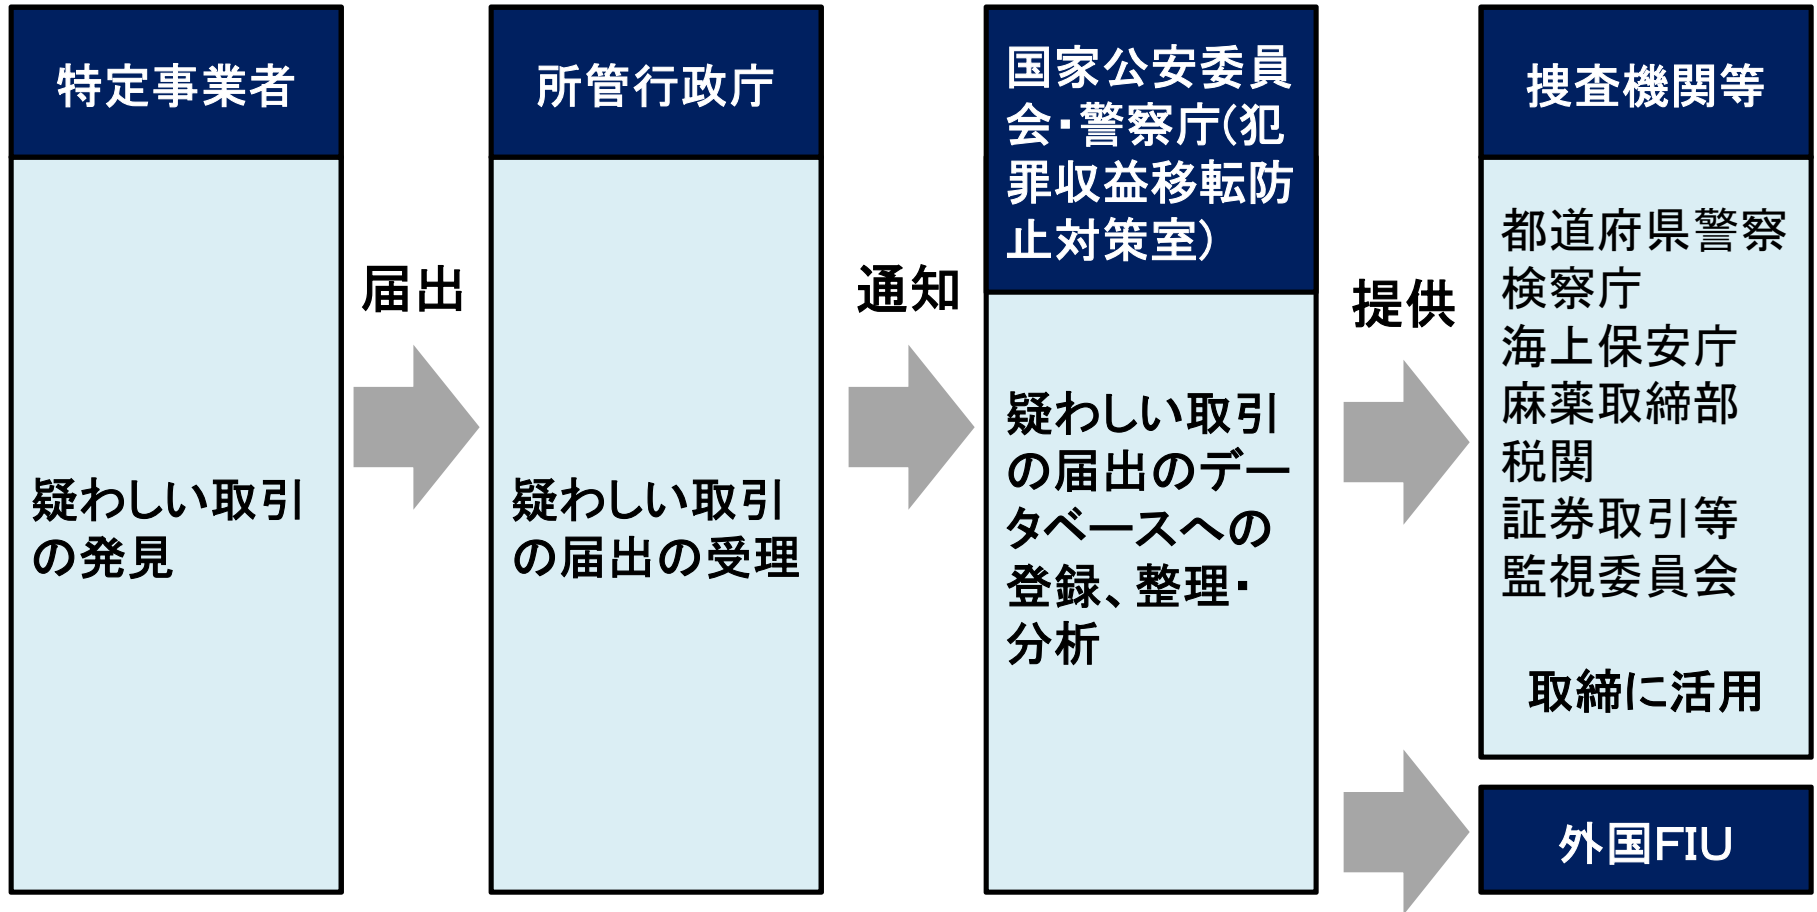 特定事業者
疑わしい取引
の発見
届出
所管行政庁
疑わしい取引
の届出の受理
通知
国家公安委員
会・警察庁(犯
罪収益移転防
止対策室)
疑わしい取引
の届出のデー
タベースへの
登録、整理・
分析
提供
捜査機関等
都道府県警察
検察庁
海上保安庁
麻薬取締部
税関
証券取引等
監視委員会
取締に活用
外国FIU